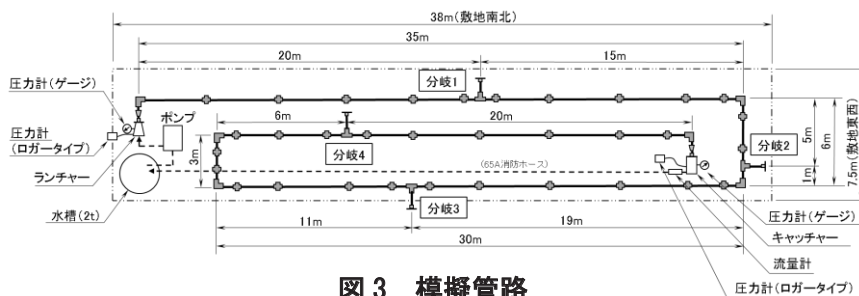 38m(敷地南北)
35m
20m
15m
分岐1
圧力計(ゲージ)
ポンプ
圧力計
(ロガータイプ)
ランチャー
水槽(2t)
6m
20m
分岐4
3m
(65A消防ホース)
5m
6m
1m
7.5m(敷地東西)
分岐2
分岐3
11m
19m
30m
圧力計(ゲージ)
キャッチャー
流量計
圧力計(ロガータイプ)
図3 模擬管路